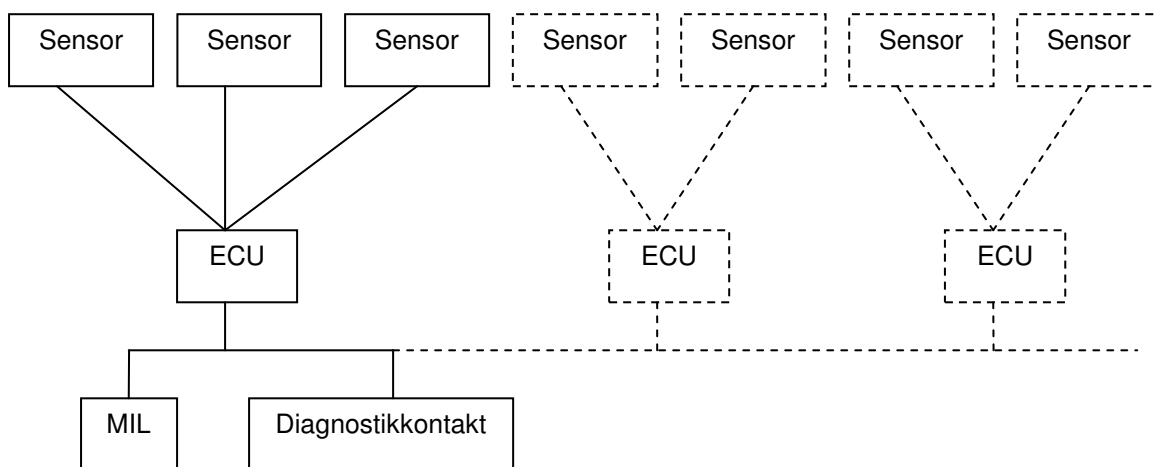 Sensor
Sensor
Sensor
Sensor
Sensor
Sensor
Sensor
ECU
ECU
ECU
MIL
Diagnostikkontakt